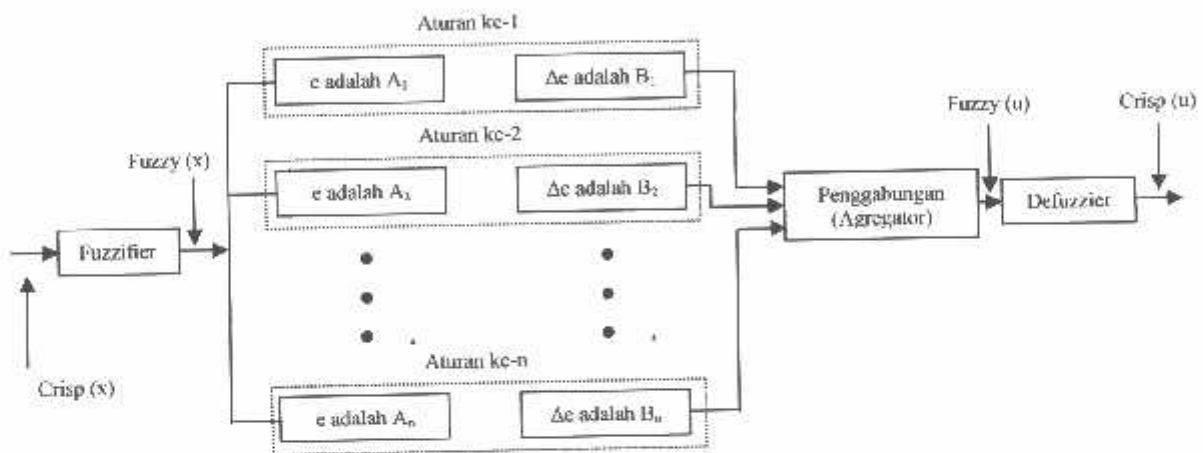 Aturan ke-1
e adalah A₁
Δe adalah B₁
Aturan ke-2
e adalah A₂
Δe adalah B₂
Aturan ke-n
e adalah Aₙ
Δe adalah Bₙ
Crisp (x)
Fuzzifier
Fuzzy (x)
Penggabungan
(Agregator)
Fuzzy (u)
Defuzzier
Crisp (u)